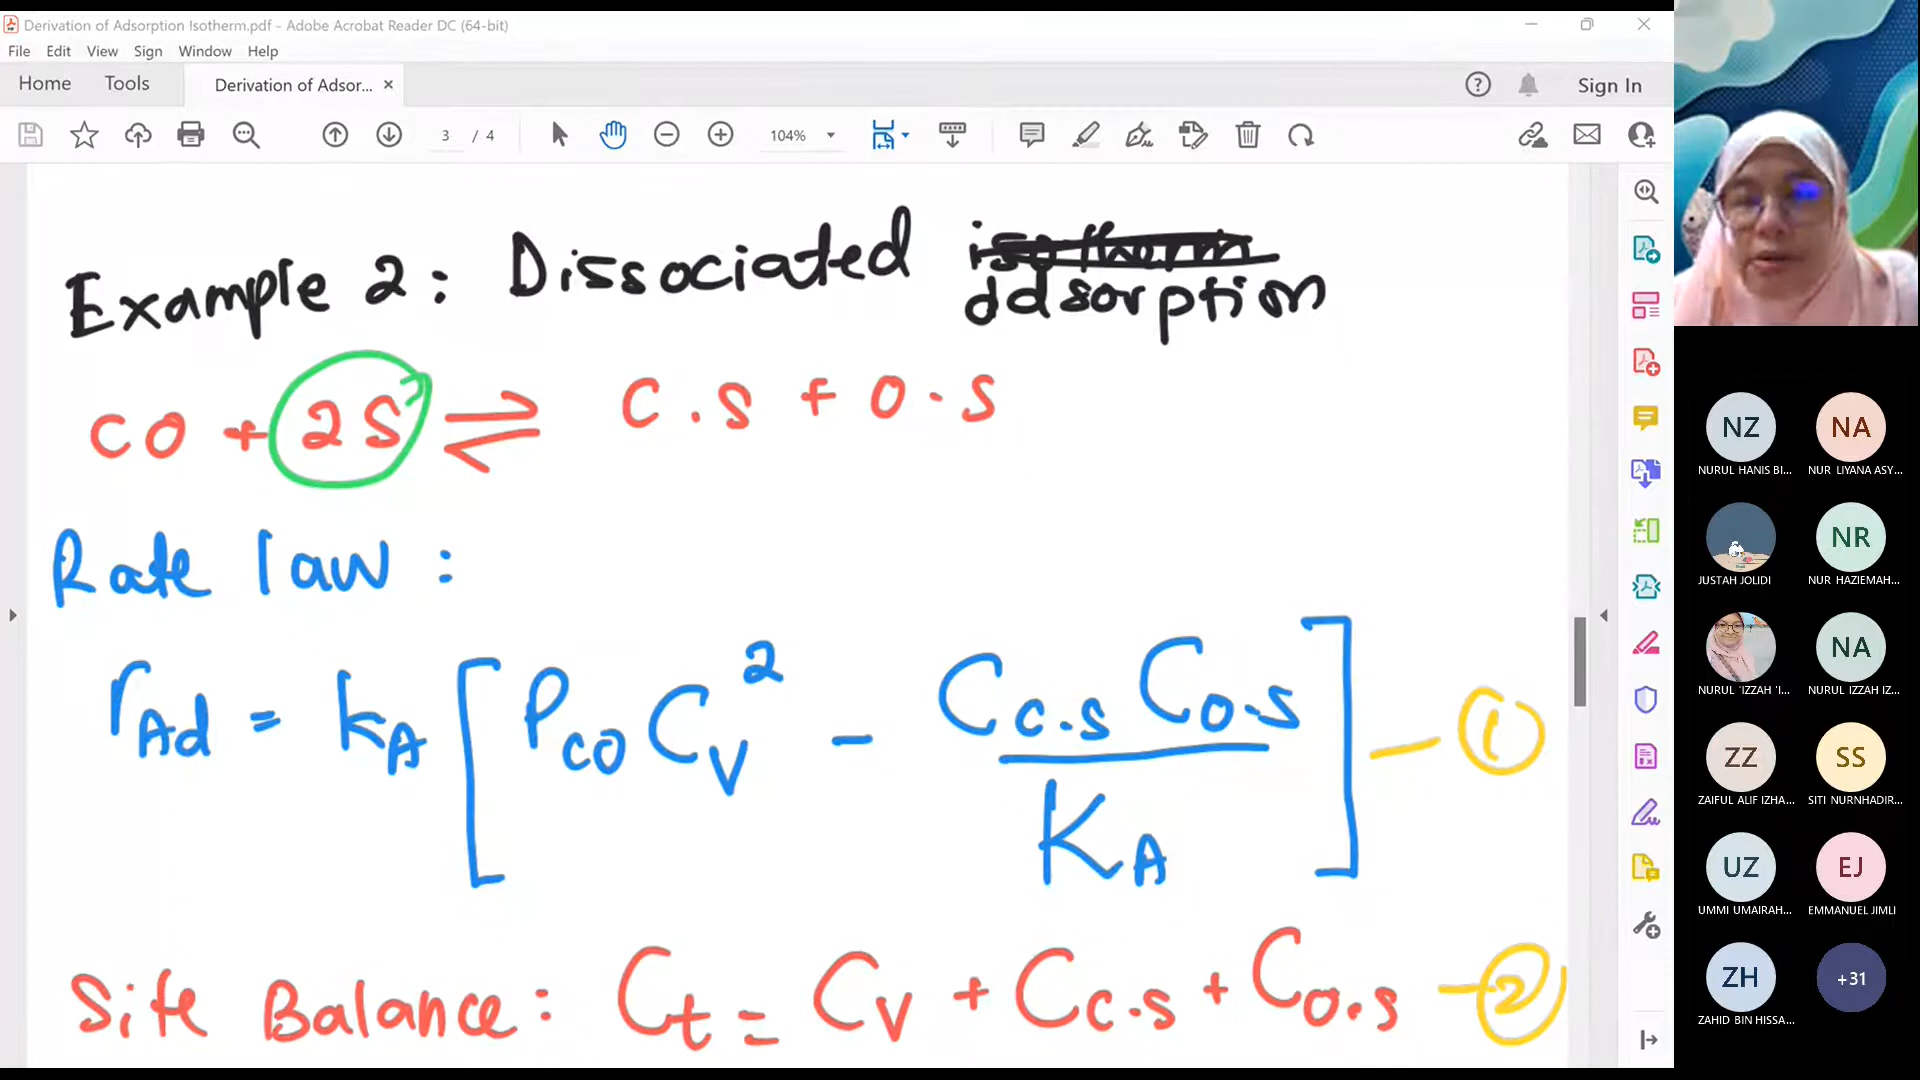 Derivation of Adsorption Isotherm.pdf - Adobe Acrobat Reader DC (64-bit)
File Edit View Sign Window Help
Home Tools Derivation of Adsor... × Sign In
3 / 4 104%
Example 2: Dissociated isotherm
adsorption
CO + 2S ⇌ C.S + O.S
Rate law :
r_Ad = k_A [ P_CO C_V^2 - C_C.S C_O.S / K_A ] - ①
Site Balance: C_t = C_V + C_C.S + C_O.S - ②
NZ NA
NURUL HANIS BI... NUR LIYANA ASY...
NR
JUSTAH JOLIDI NUR HAZIEMAH...
NA
NURUL 'IZZAH 'I... NURUL IZZAH IZ...
ZZ SS
ZAIFUL ALIF IZHA... SITI NURNHADIR...
UZ EJ
UMMI UMAIRAH... EMMANUEL JIMLI
ZH +31
ZAHID BIN HISSA...